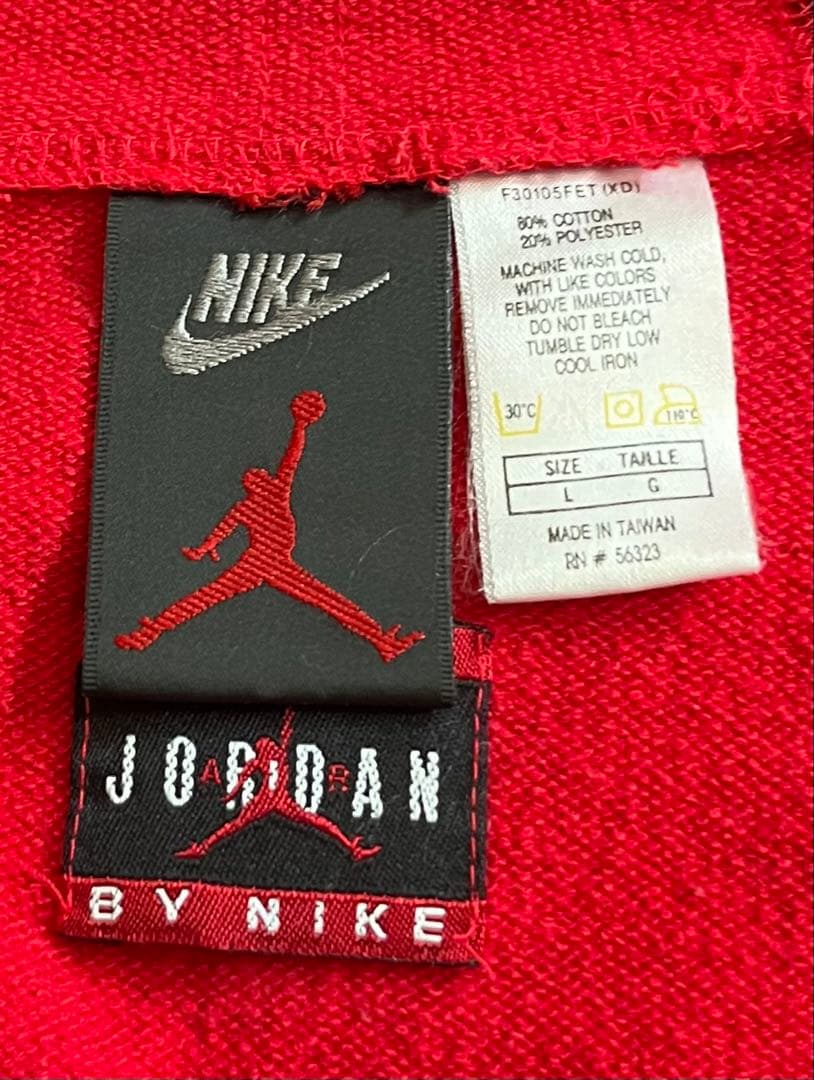 NIKE
JORDAN
AIR
BY NIKE
F30105FET (XD)
80% COTTON
20% POLYESTER
MACHINE WASH COLD,
WITH LIKE COLORS
REMOVE IMMEDIATELY
DO NOT BLEACH
TUMBLE DRY LOW
COOL IRON
30°C
110°C
SIZE TAILLE
L G
MADE IN TAIWAN
RN # 56323